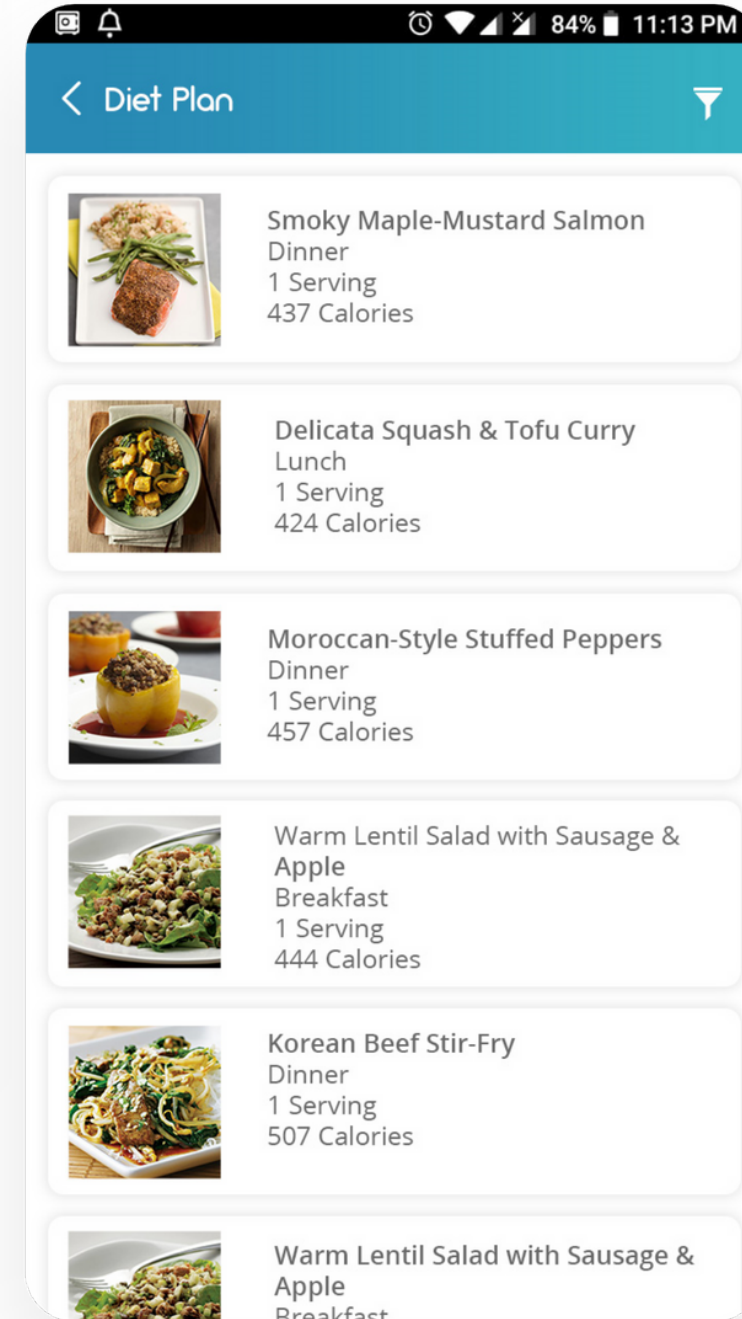 84% 11:13 PM
Diet Plan
Smoky Maple-Mustard Salmon
Dinner
1 Serving
437 Calories
Delicata Squash & Tofu Curry
Lunch
1 Serving
424 Calories
Moroccan-Style Stuffed Peppers
Dinner
1 Serving
457 Calories
Warm Lentil Salad with Sausage &
Apple
Breakfast
1 Serving
444 Calories
Korean Beef Stir-Fry
Dinner
1 Serving
507 Calories
Warm Lentil Salad with Sausage &
Apple
Breakfast